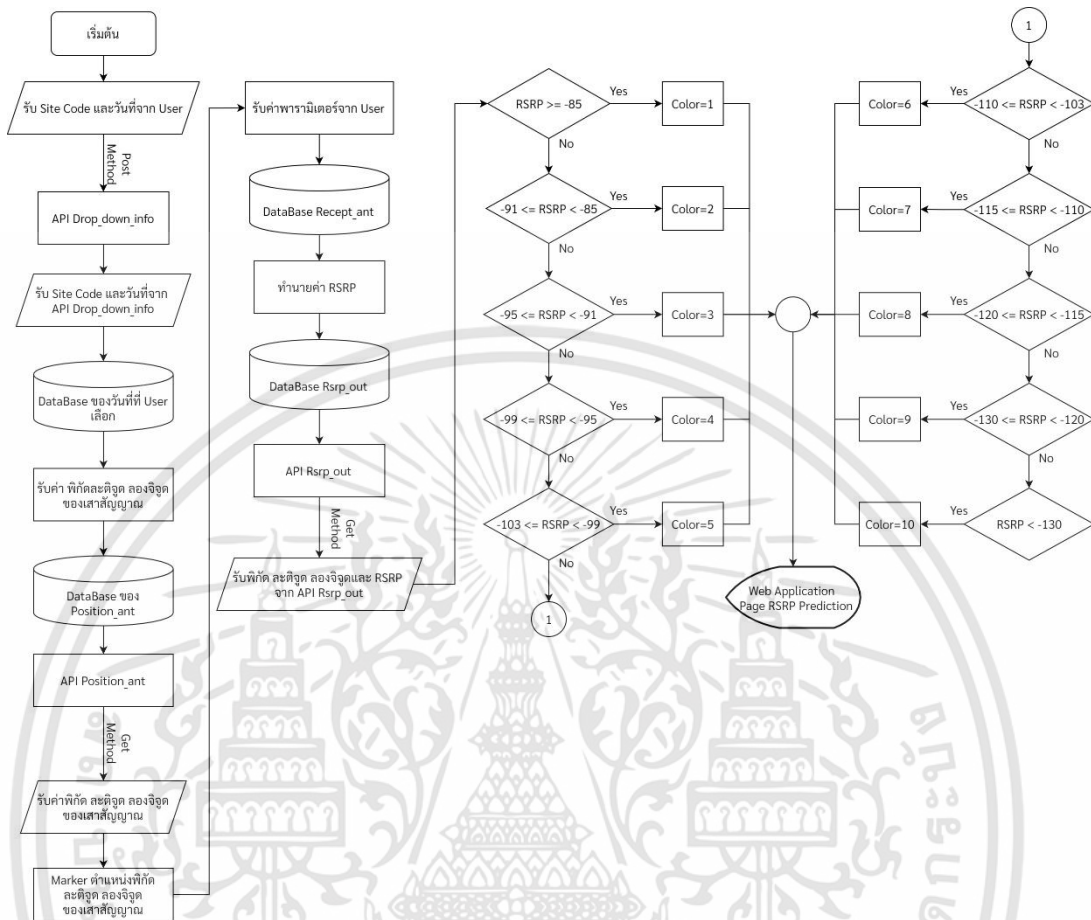 เริ่มต้น
รับ Site Code และวันที่จาก User
Post
Method
API Drop_down_info
รับ Site Code และวันที่จาก
API Drop_down_info
DataBase ของวันที่ที่ User
เลือก
รับค่า พิกัดละติจูด ลองจิจูด
ของเสาสัญญาณ
DataBase ของ
Position_ant
API Position_ant
Get
Method
รับค่าพิกัด ละติจูด ลองจิจูด
ของเสาสัญญาณ
Marker ตำแหน่งพิกัด
ละติจูด ลองจิจูด
ของเสาสัญญาณ
รับค่าพารามิเตอร์จาก User
DataBase Recept_ant
ทำนายค่า RSRP
DataBase Rsrp_out
API Rsrp_out
Get
Method
รับพิกัด ละติจูด ลองจิจูดและ RSRP
จาก API Rsrp_out
RSRP >= -85
Yes
Color=1
No
-91 <= RSRP < -85
Yes
Color=2
No
-95 <= RSRP < -91
Yes
Color=3
No
-99 <= RSRP < -95
Yes
Color=4
No
-103 <= RSRP < -99
Yes
Color=5
No
1
Web Application
Page RSRP Prediction
1
-110 <= RSRP < -103
Yes
Color=6
No
-115 <= RSRP < -110
Yes
Color=7
No
-120 <= RSRP < -115
Yes
Color=8
No
-130 <= RSRP < -120
Yes
Color=9
No
RSRP < -130
Yes
Color=10